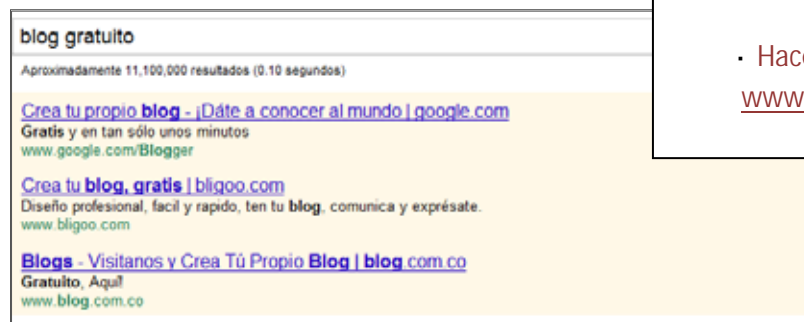 blog gratuito
Aproximadamente 11,100,000 resultados (0.10 segundos)
Crea tu propio blog - ¡Dáte a conocer al mundo | google.com
Gratis y en tan sólo unos minutos
www.google.com/Blogger
Crea tu blog, gratis | bligoo.com
Diseño profesional, facil y rapido, ten tu blog, comunica y exprésate.
www.bligoo.com
Blogs - Visitanos y Crea Tú Propio Blog | blog.com.co
Gratuito, Aquí!
www.blog.com.co
· Hac
www